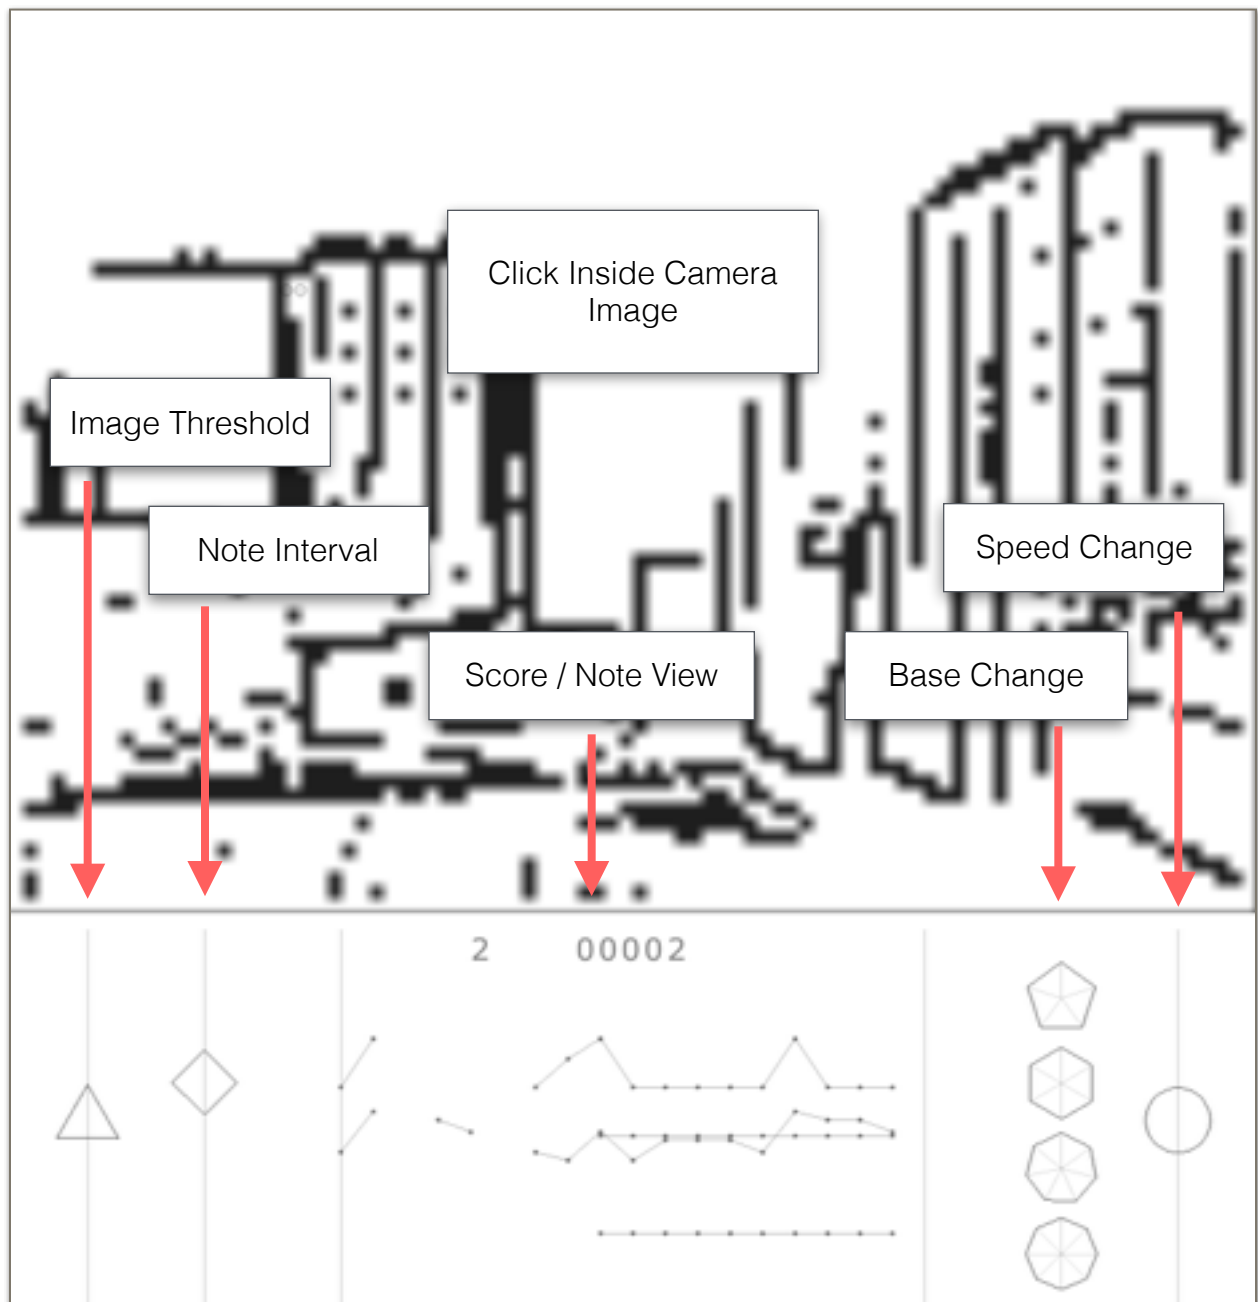 Click Inside Camera
Image
Image Threshold
Note Interval
Speed Change
Score / Note View
Base Change
2 00002